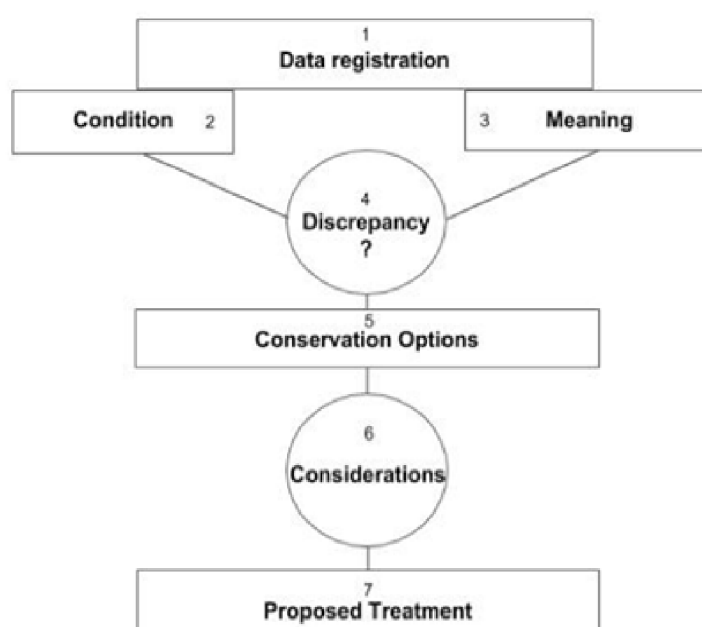 1
Data registration
Condition 2
3 Meaning
4
Discrepancy
?
5
Conservation Options
6
Considerations
7
Proposed Treatment